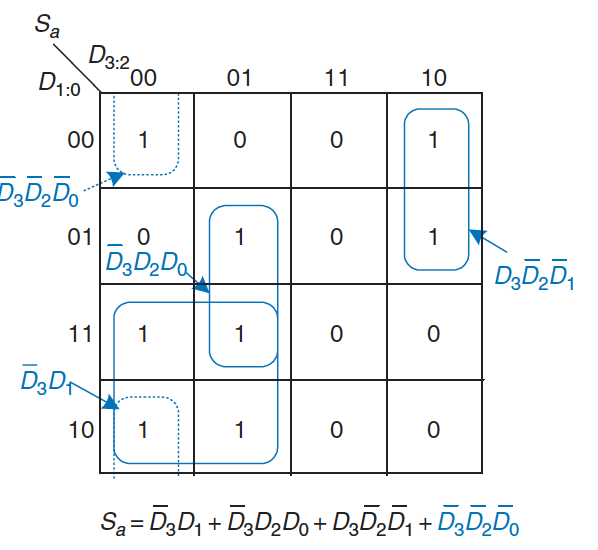 Sₐ
D₃:₂
D₁:₀ 00 01 11 10
00 1 0 0 1
D̅₃D̅₂D̅₀
01 0 1 0 1
D̅₃D₂D₀
D₃D̅₂D̅₁
11 1 1 0 0
D̅₃D₁
10 1 1 0 0
Sₐ = D̅₃D₁ + D̅₃D₂D₀ + D₃D̅₂D̅₁ + D̅₃D̅₂D̅₀